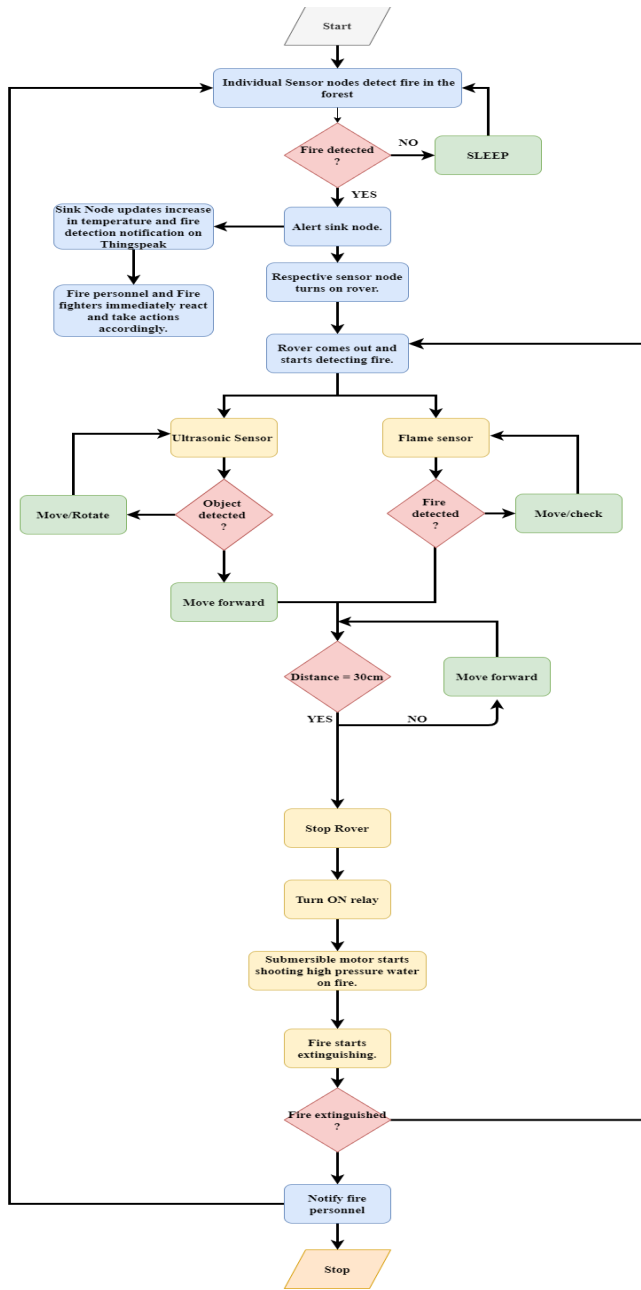 Start
Individual Sensor nodes detect fire in the
forest
Fire detected
?
NO
SLEEP
YES
Sink Node updates increase
in temperature and fire
detection notification on
Thingspeak
Alert sink node.
Fire personnel and Fire
fighters immediately react
and take actions
accordingly.
Respective sensor node
turns on rover.
Rover comes out and
starts detecting fire.
Ultrasonic Sensor
Flame sensor
Move/Rotate
Object
detected
?
Fire
detected
?
Move/check
Move forward
Distance = 30cm
Move forward
YES
NO
Stop Rover
Turn ON relay
Submersible motor starts
shooting high pressure water
on fire.
Fire starts
extinguishing.
Fire extinguished
?
Notify fire
personnel
Stop